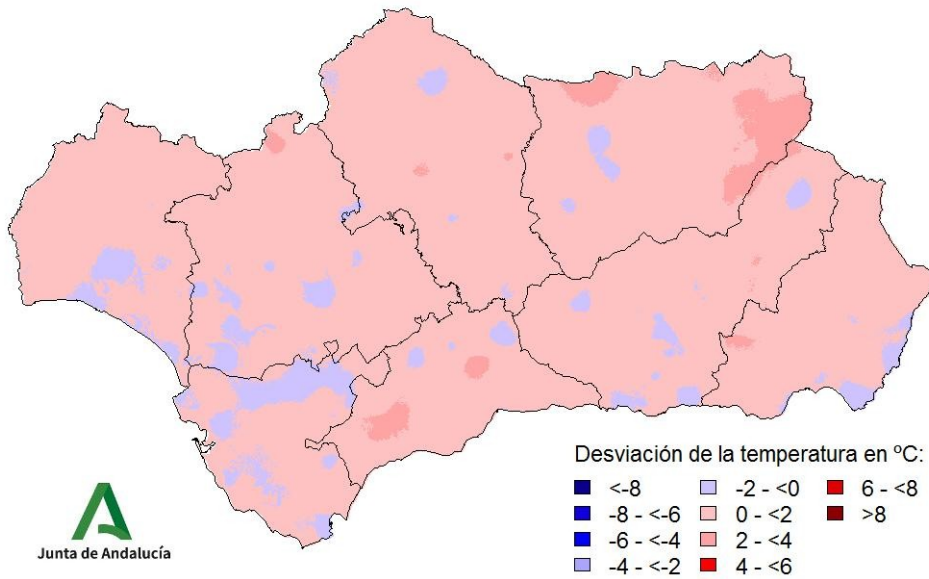 Desviación de la temperatura en ºC:
<-8
-8 - <-6
-6 - <-4
-4 - <-2
-2 - <0
0 - <2
2 - <4
4 - <6
6 - <8
>8
Junta de Andalucía